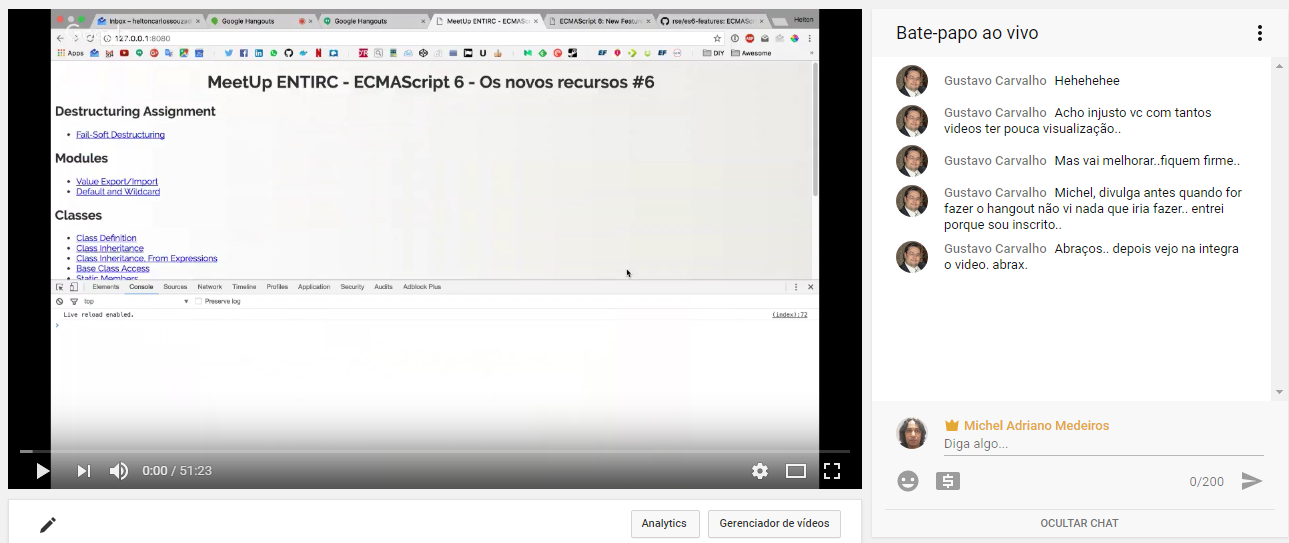 Inbox - heltoncarlossouza
Google Hangouts
Google Hangouts
MeetUp ENTIRC - ECMASc
ECMAScript 6: New Featur
rse/es6-features: ECMASc
Helton
127.0.0.1:8080
Apps
DIY
Awesome
MeetUp ENTIRC - ECMAScript 6 - Os novos recursos #6
Destructuring Assignment
Fail-Soft Destructuring
Modules
Value Export/Import
Default and Wildcard
Classes
Class Definition
Class Inheritance
Class Inheritance, From Expressions
Base Class Access
Static Members
Elements Console Sources Network Timeline Profiles Application Security Audits Adblock Plus
top Preserve log
Live reload enabled. (index):72
0:00 / 51:23
Analytics
Gerenciador de vídeos
Bate-papo ao vivo
Gustavo Carvalho Hehehehee
Gustavo Carvalho Acho injusto vc com tantos
videos ter pouca visualização..
Gustavo Carvalho Mas vai melhorar..fiquem firme..
Gustavo Carvalho Michel, divulga antes quando for
fazer o hangout não vi nada que iria fazer.. entrei
porque sou inscrito..
Gustavo Carvalho Abraços.. depois vejo na integra
o video. abrax.
Michel Adriano Medeiros
Diga algo...
0/200
OCULTAR CHAT